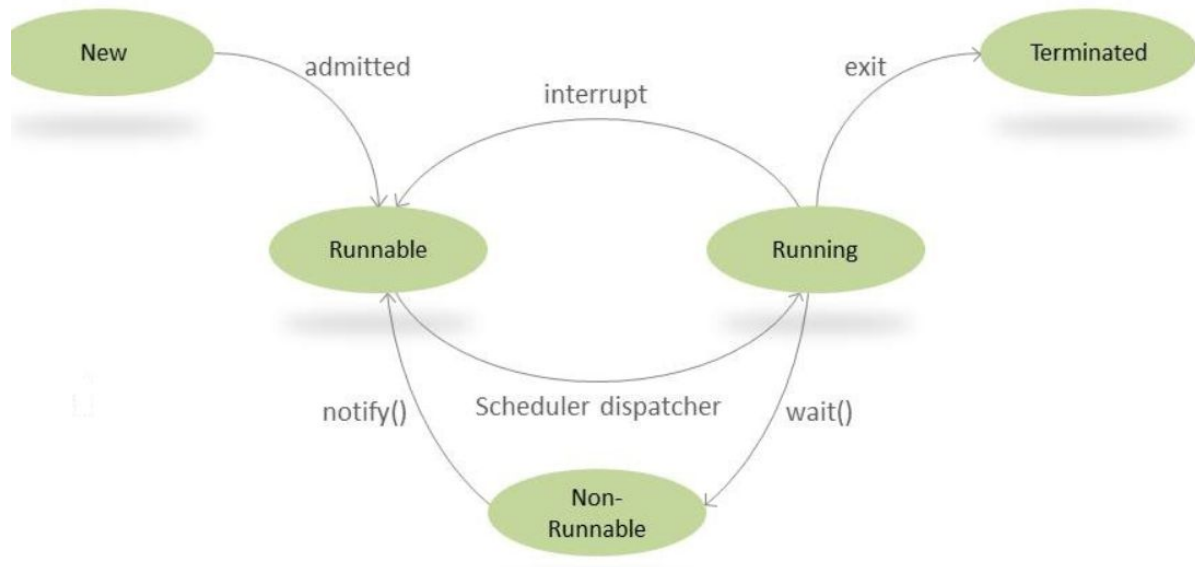 New
Terminated
admitted
exit
interrupt
Runnable
Running
notify()
Scheduler dispatcher
wait()
Non-
Runnable